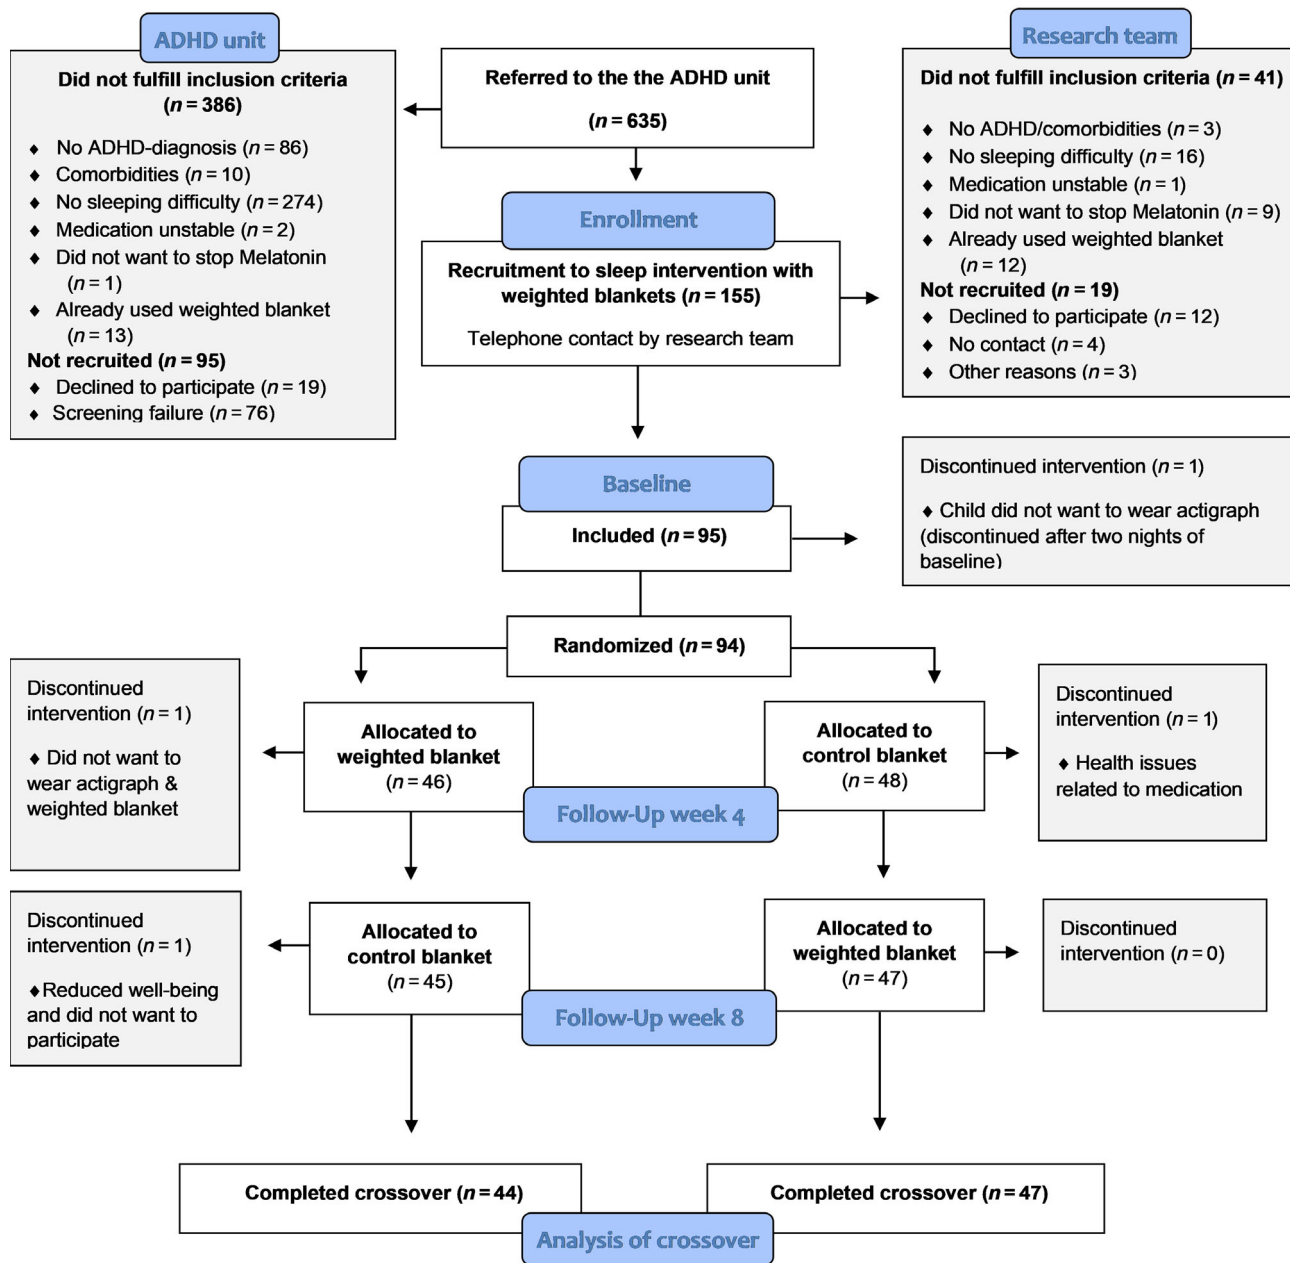 ADHD unit
Did not fulfill inclusion criteria
(n = 386)
♦ No ADHD-diagnosis (n = 86)
♦ Comorbidities (n = 10)
♦ No sleeping difficulty (n = 274)
♦ Medication unstable (n = 2)
♦ Did not want to stop Melatonin
(n = 1)
♦ Already used weighted blanket
(n = 13)
Not recruited (n = 95)
♦ Declined to participate (n = 19)
♦ Screening failure (n = 76)
Referred to the the ADHD unit
(n = 635)
Research team
Did not fulfill inclusion criteria (n = 41)
♦ No ADHD/comorbidities (n = 3)
♦ No sleeping difficulty (n = 16)
♦ Medication unstable (n = 1)
♦ Did not want to stop Melatonin (n = 9)
♦ Already used weighted blanket
(n = 12)
Not recruited (n = 19)
♦ Declined to participate (n = 12)
♦ No contact (n = 4)
♦ Other reasons (n = 3)
Enrollment
Recruitment to sleep intervention with
weighted blankets (n = 155)
Telephone contact by research team
Baseline
Included (n = 95)
Discontinued intervention (n = 1)
♦ Child did not want to wear actigraph
(discontinued after two nights of
baseline)
Randomized (n = 94)
Discontinued
intervention (n = 1)
♦ Did not want to
wear actigraph &
weighted blanket
Allocated to
weighted blanket
(n = 46)
Allocated to
control blanket
(n = 48)
Discontinued
intervention (n = 1)
♦ Health issues
related to medication
Follow-Up week 4
Discontinued
intervention (n = 1)
♦Reduced well-being
and did not want to
participate
Allocated to
control blanket
(n = 45)
Allocated to
weighted blanket
(n = 47)
Discontinued
intervention (n = 0)
Follow-Up week 8
Completed crossover (n = 44)
Completed crossover (n = 47)
Analysis of crossover